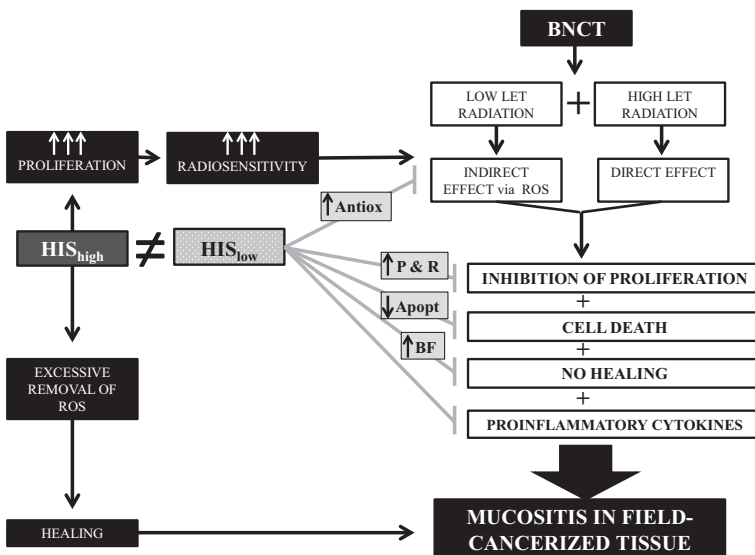 BNCT
LOW LET
RADIATION
+
HIGH LET
RADIATION
↑↑↑
PROLIFERATION
↑↑↑
RADIOSENSITIVITY
INDIRECT
EFFECT via ROS
DIRECT EFFECT
↑ Antiox
HIShigh
≠
HISlow
↑ P & R
INHIBITION OF PROLIFERATION
+
↓ Apopt
CELL DEATH
+
↑ BF
NO HEALING
+
PROINFLAMMATORY CYTOKINES
EXCESSIVE
REMOVAL OF
ROS
HEALING
MUCOSITIS IN FIELD-
CANCERIZED TISSUE